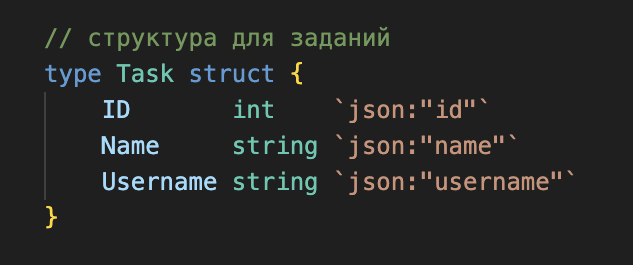 // структура для заданий
type Task struct {
    ID       int    `json:"id"`
    Name     string `json:"name"`
    Username string `json:"username"`
}